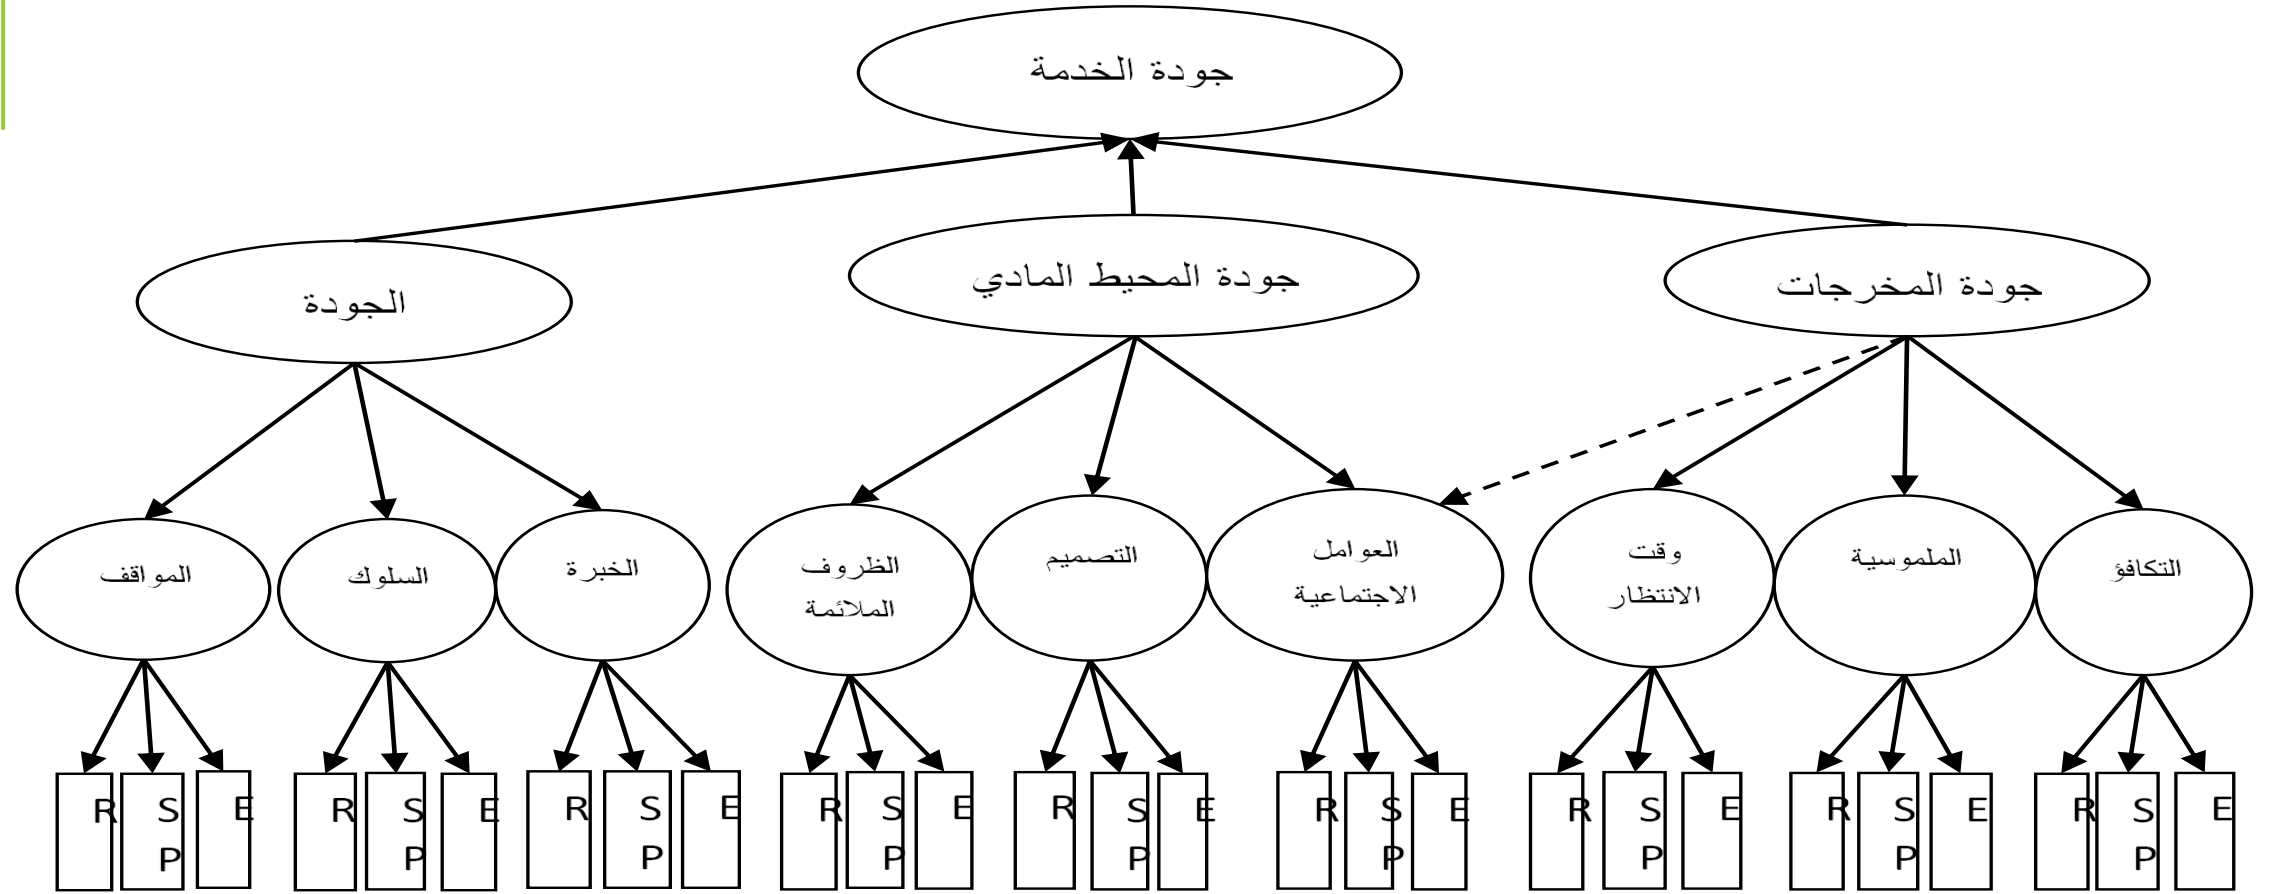 جودة الخدمة
جودة المخرجات
جودة المحيط المادي
الجودة
التكافؤ
الملموسية
وقت
الانتظار
العوامل
الاجتماعية
التصميم
الظروف
الملائمة
الخبرة
السلوك
المواقف
R
S
P
E
R
S
P
E
R
S
P
E
R
S
P
E
R
S
P
E
R
S
P
E
R
S
P
E
R
S
P
E
R
S
P
E